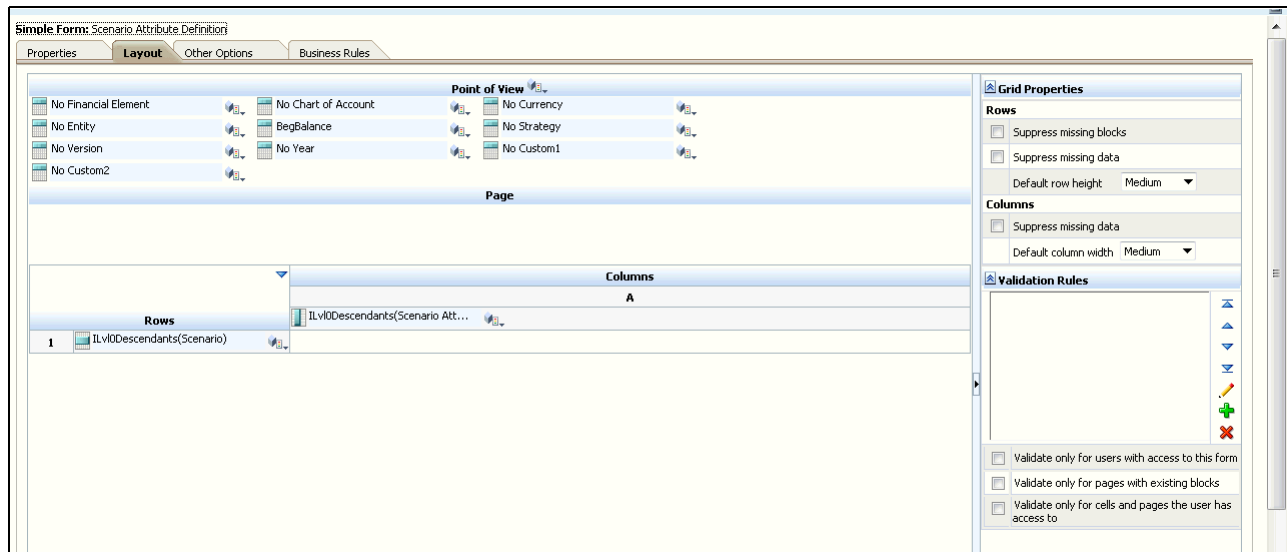 Simple Form: Scenario Attribute Definition
Properties
Layout
Other Options
Business Rules
Point of View
No Financial Element
No Chart of Account
No Currency
No Entity
BegBalance
No Strategy
No Version
No Year
No Custom1
No Custom2
Page
Columns
A
Rows
ILvl0Descendants(Scenario Att...
1
ILvl0Descendants(Scenario)
Grid Properties
Rows
Suppress missing blocks
Suppress missing data
Default row height Medium
Columns
Suppress missing data
Default column width Medium
Validation Rules
Validate only for users with access to this form
Validate only for pages with existing blocks
Validate only for cells and pages the user has
access to